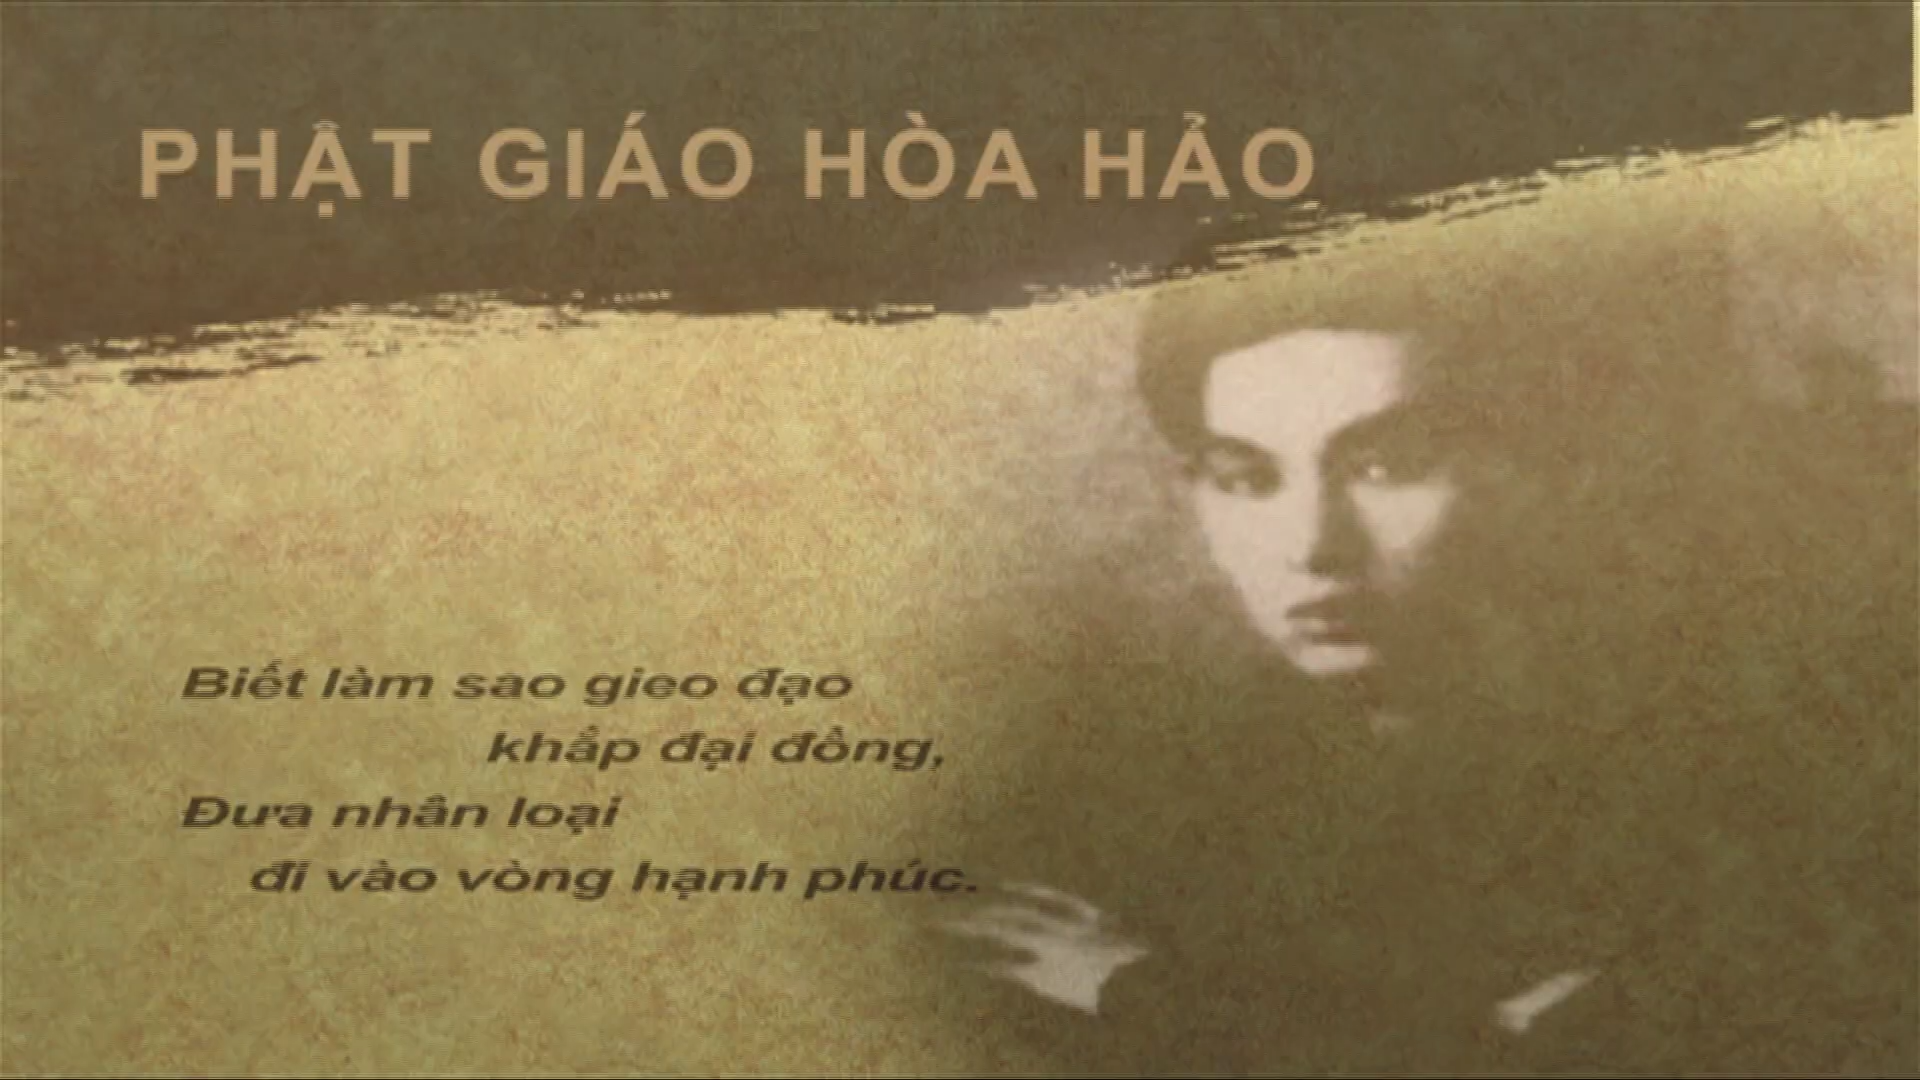 PHẬT GIÁO HÒA HẢO
Biết làm sao gieo đạo
khắp đại đồng,
Đưa nhân loại
đi vào vòng hạnh phúc.